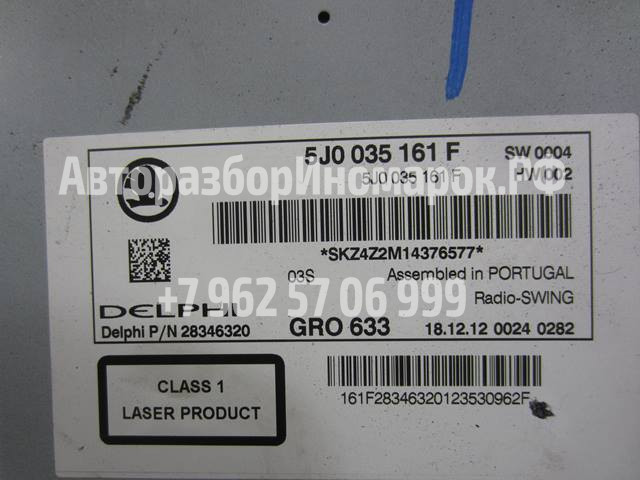 5J0 035 161 F
SW 0004
5J0 035 161 F
HW 002
АвторазборИномарок.РФ
*SKZ4Z2M14376577*
03S
Assembled in PORTUGAL
+7 962 57 06 999
Radio-SWING
DELPHI
Delphi P/N 28346320
GRO 633
18.12.12 0024 0282
CLASS 1
LASER PRODUCT
161F28346320123530962F